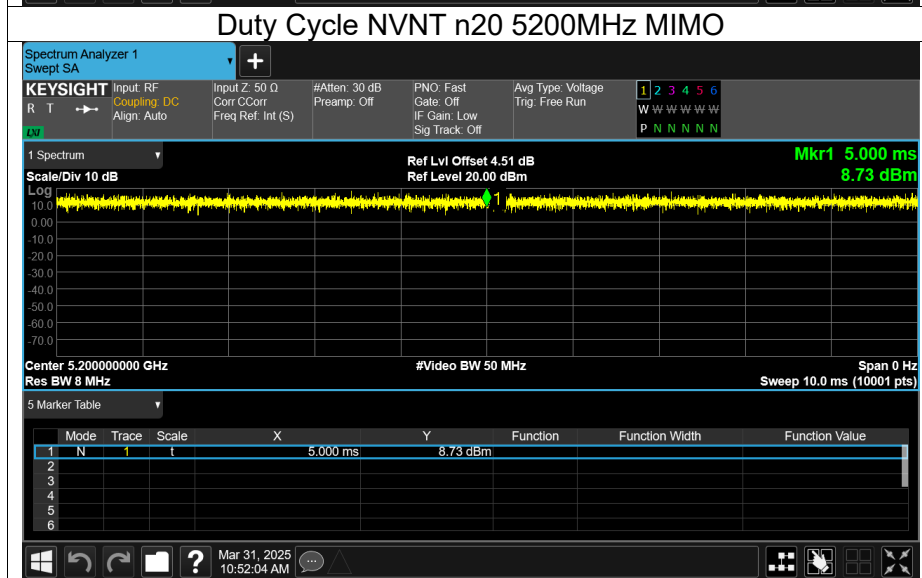 Duty Cycle NVNT n20 5200MHz MIMO
Spectrum Analyzer 1
Swept SA
+
KEYSIGHT Input: RF Input Z: 50 Ω #Atten: 30 dB PNO: Fast Avg Type: Voltage 1 2 3 4 5 6
R T Coupling: DC Corr CCorr Preamp: Off Gate: Off Trig: Free Run W W W W W W
Align: Auto Freq Ref: Int (S) IF Gain: Low
LXI Sig Track: Off P N N N N N
1 Spectrum Ref Lvl Offset 4.51 dB Mkr1 5.000 ms
Scale/Div 10 dB Ref Level 20.00 dBm 8.73 dBm
Log
10.0 1
0.00
-10.0
-20.0
-30.0
-40.0
-50.0
-60.0
-70.0
Center 5.200000000 GHz #Video BW 50 MHz Span 0 Hz
Res BW 8 MHz Sweep 10.0 ms (10001 pts)
5 Marker Table
Mode Trace Scale X Y Function Function Width Function Value
1 N 1 t 5.000 ms 8.73 dBm
2
3
4
5
6
? Mar 31, 2025
10:52:04 AM